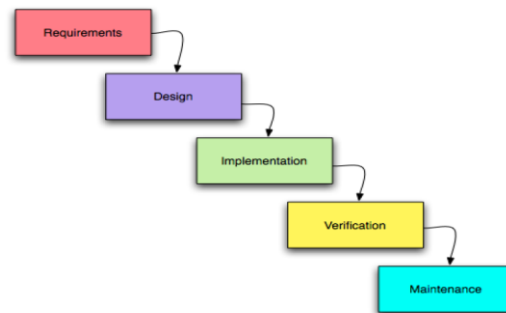 Requirements
Design
Implementation
Verification
Maintenance